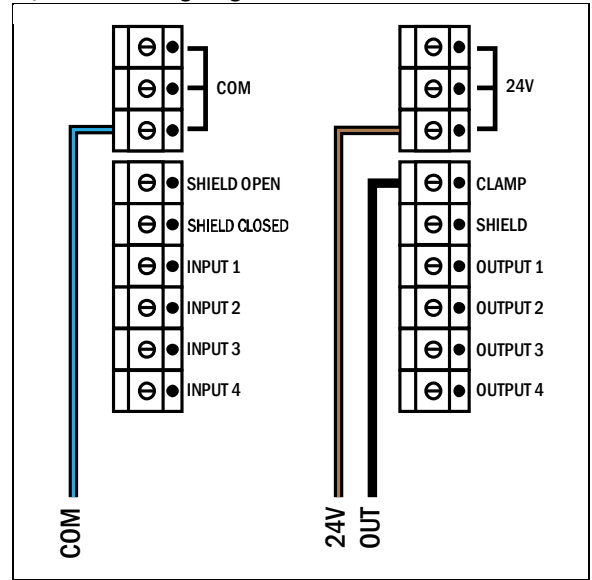 COM
24V
SHIELD OPEN
SHIELD CLOSED
INPUT 1
INPUT 2
INPUT 3
INPUT 4
CLAMP
SHIELD
OUTPUT 1
OUTPUT 2
OUTPUT 3
OUTPUT 4
COM
24V
OUT